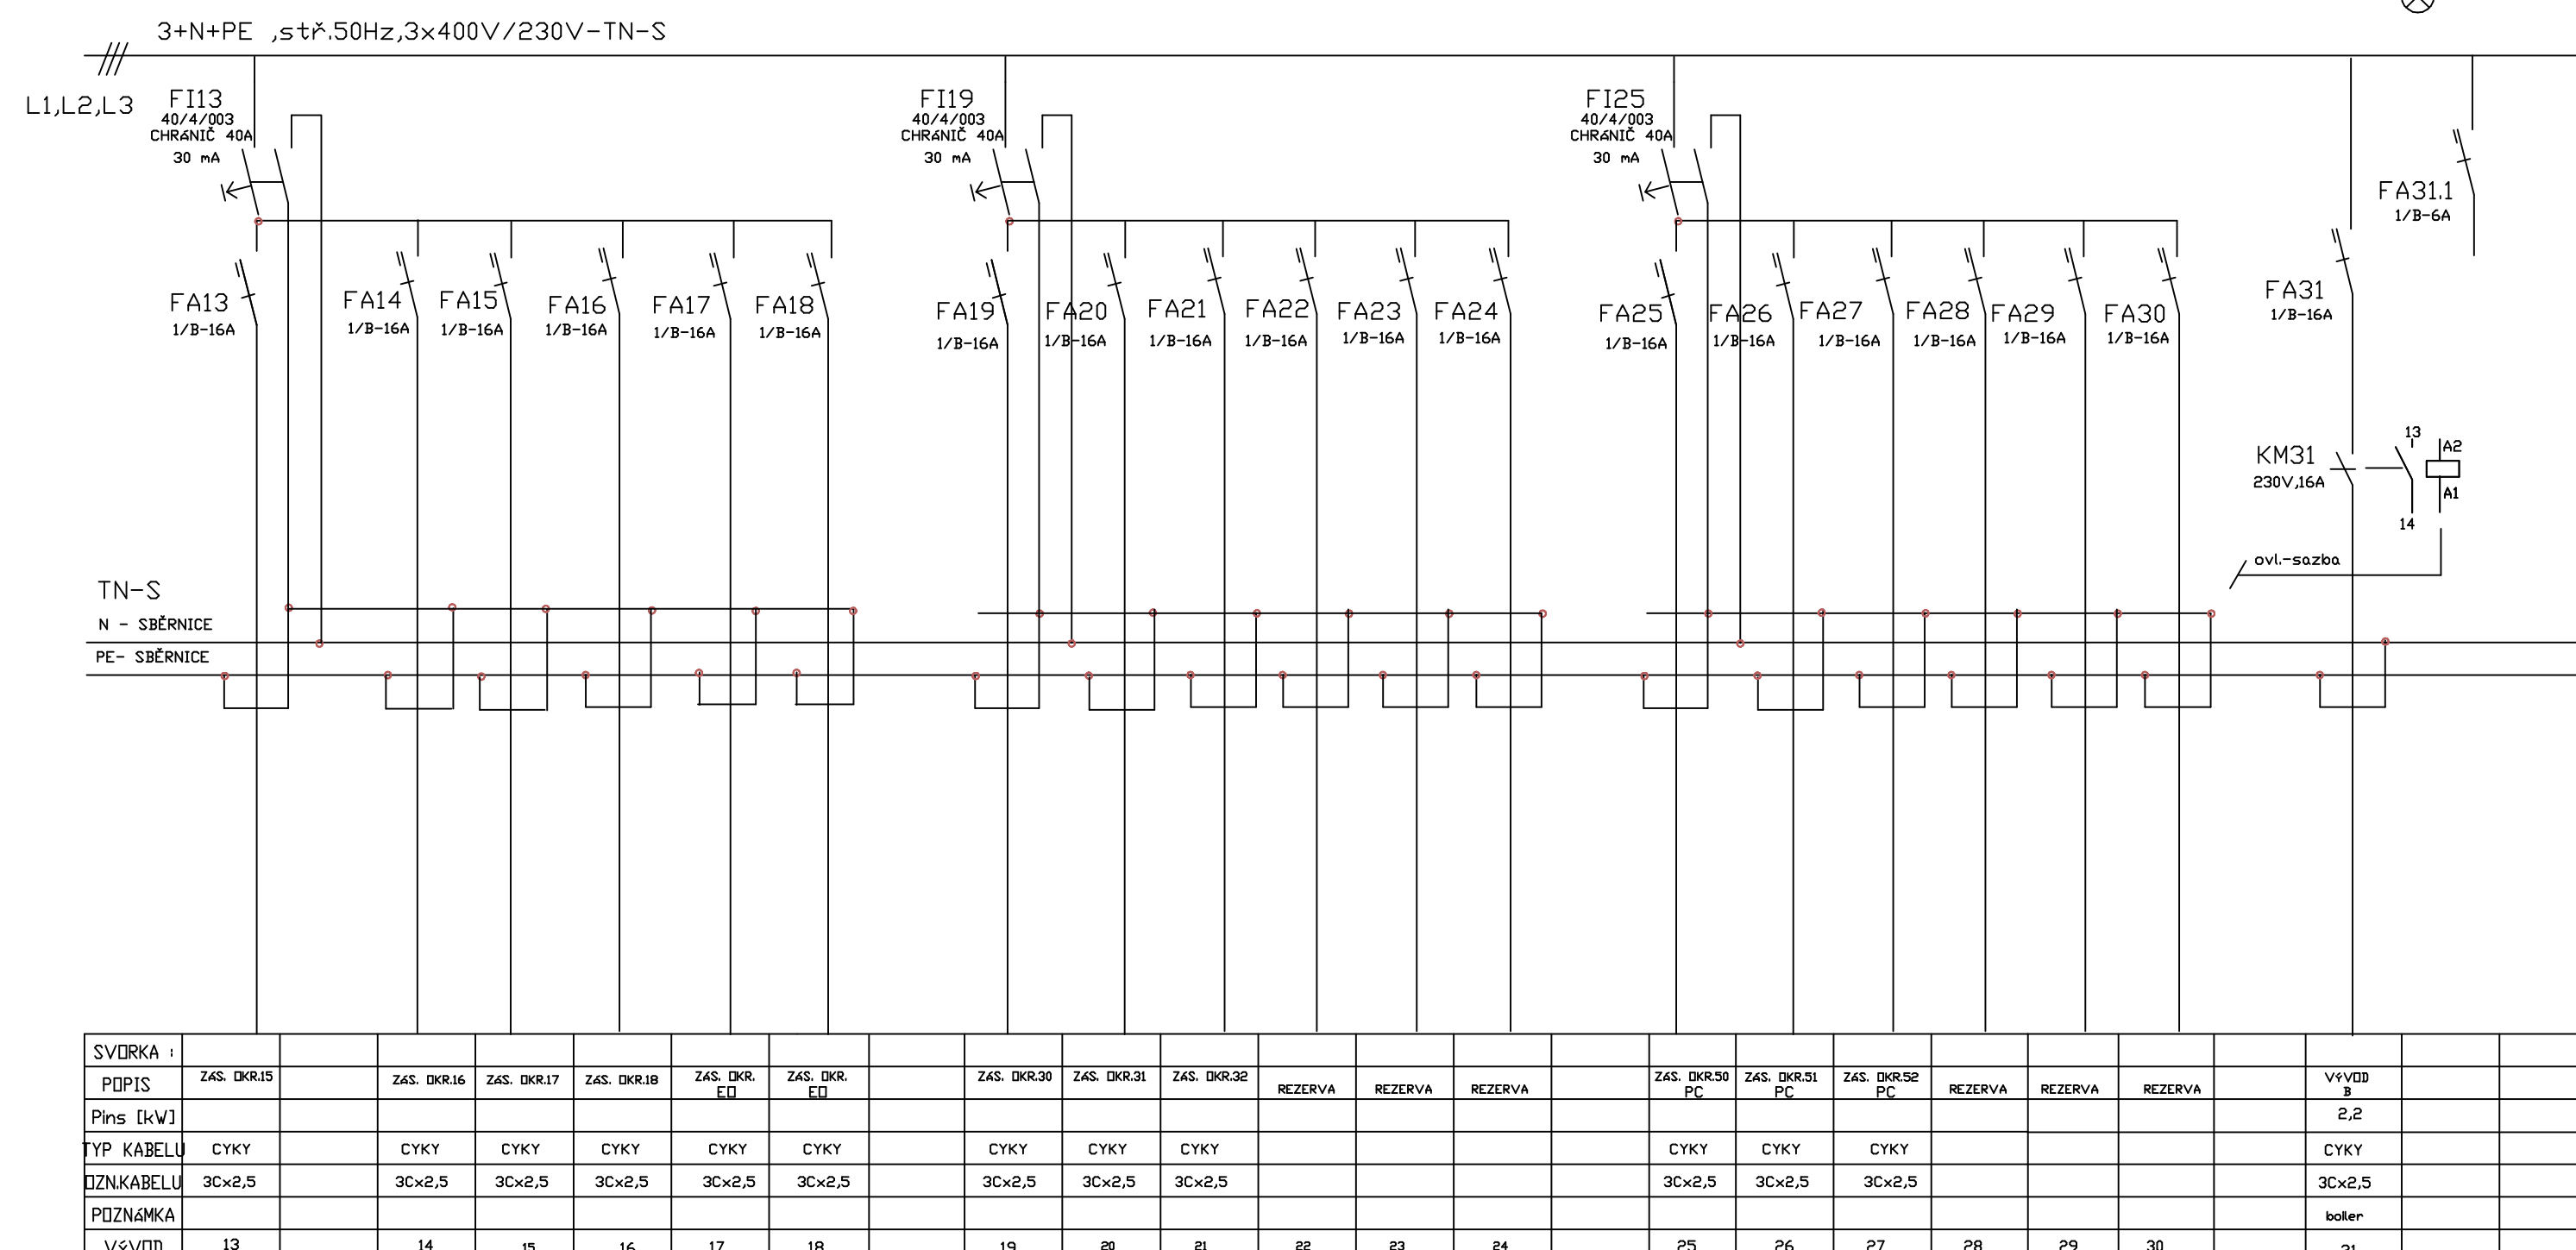 3+N+PE ,stř.50Hz,3x400V/230V-TN-S
L1,L2,L3
FI13
40/4/003
CHRÁNIČ 40A
30 mA
FI19
40/4/003
CHRÁNIČ 40A
30 mA
FI25
40/4/003
CHRÁNIČ 40A
30 mA
FA31.1
1/B-6A
FA13
1/B-16A
FA14
1/B-16A
FA15
1/B-16A
FA16
1/B-16A
FA17
1/B-16A
FA18
1/B-16A
FA19
1/B-16A
FA20
1/B-16A
FA21
1/B-16A
FA22
1/B-16A
FA23
1/B-16A
FA24
1/B-16A
FA25
1/B-16A
FA26
1/B-16A
FA27
1/B-16A
FA28
1/B-16A
FA29
1/B-16A
FA30
1/B-16A
FA31
1/B-16A
KM31
230V,16A
13
14
A2
A1
ovl.-sazba
TN-S
N - SBĚRNICE
PE- SBĚRNICE
SVORKA :
POPIS ZÁS. OKR.15 ZÁS. OKR.16 ZÁS. OKR.17 ZÁS. OKR.18 ZÁS. OKR. EO ZÁS. OKR. EO ZÁS. OKR.30 ZÁS. OKR.31 ZÁS. OKR.32 REZERVA REZERVA REZERVA ZÁS. OKR.50 PC ZÁS. OKR.51 PC ZÁS. OKR.52 PC REZERVA REZERVA REZERVA VÝVOD B
Pins [kW] 2,2
TYP KABELU CYKY CYKY CYKY CYKY CYKY CYKY CYKY CYKY CYKY CYKY CYKY CYKY CYKY
OZN.KABELU 3Cx2,5 3Cx2,5 3Cx2,5 3Cx2,5 3Cx2,5 3Cx2,5 3Cx2,5 3Cx2,5 3Cx2,5 3Cx2,5 3Cx2,5 3Cx2,5 3Cx2,5
POZNÁMKA boiler
VÝVOD 13 14 15 16 17 18 19 20 21 22 23 24 25 26 27 28 29 30 31